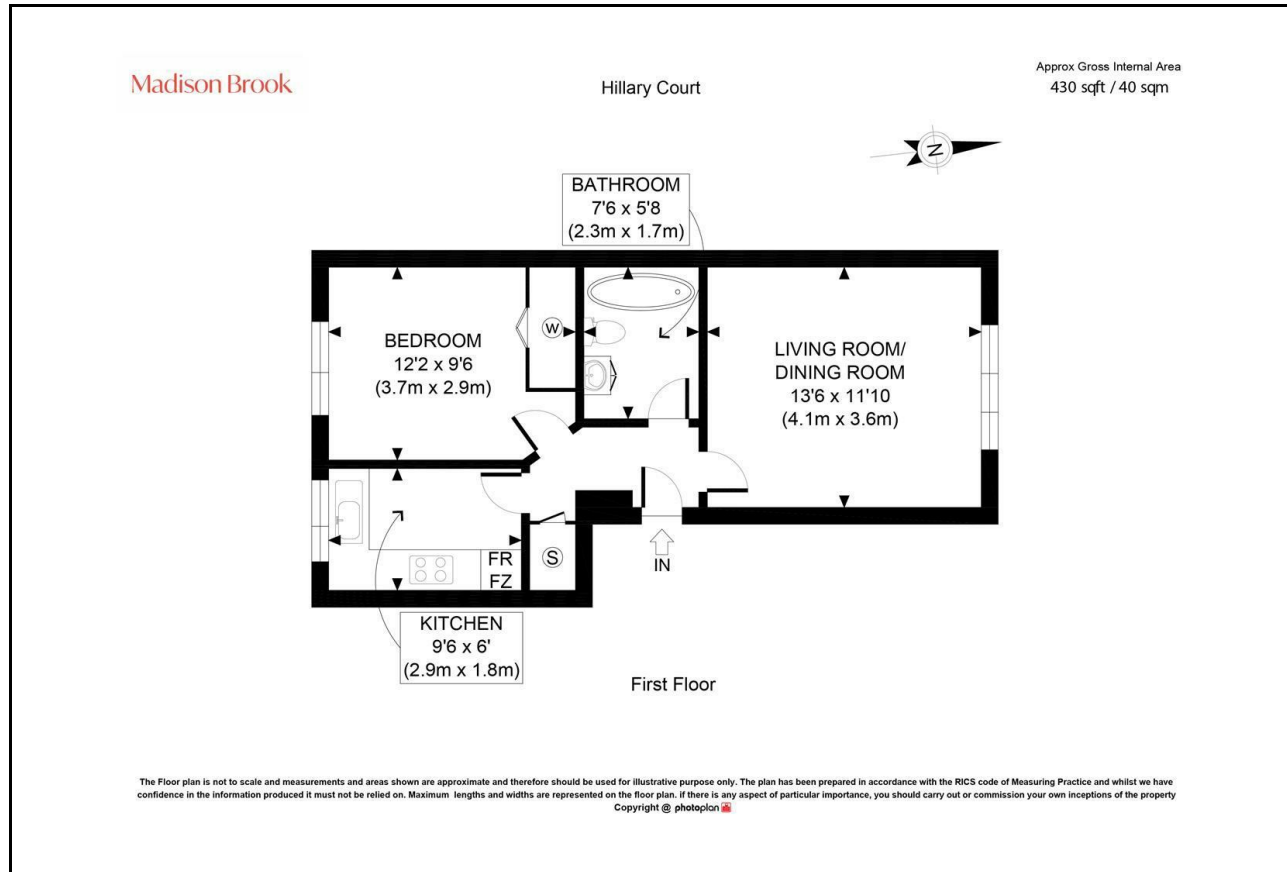 Madison Brook
Hillary Court
Approx Gross Internal Area
430 sqft / 40 sqm
N
BATHROOM
7'6 x 5'8
(2.3m x 1.7m)
BEDROOM
12'2 x 9'6
(3.7m x 2.9m)
W
LIVING ROOM/
DINING ROOM
13'6 x 11'10
(4.1m x 3.6m)
FR
FZ
S
IN
KITCHEN
9'6 x 6'
(2.9m x 1.8m)
First Floor
The Floor plan is not to scale and measurements and areas shown are approximate and therefore should be used for illustrative purpose only. The plan has been prepared in accordance with the RICS code of Measuring Practice and whilst we have
confidence in the information produced it must not be relied on. Maximum lengths and widths are represented on the floor plan. if there is any aspect of particular importance, you should carry out or commission your own inceptions of the property
Copyright @ photoplan